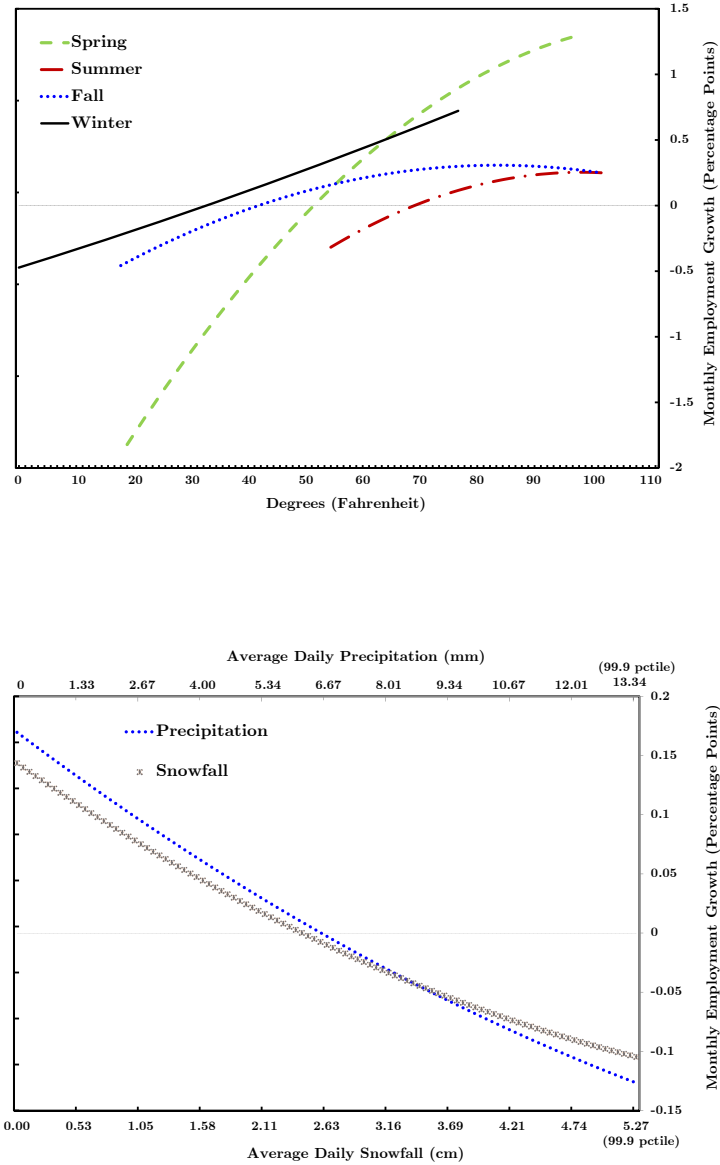 1.5
Spring
Summer
1
Fall
Winter
0.5
0
-0.5
-1
-1.5
-2
Monthly Employment Growth (Percentage Points)
0 10 20 30 40 50 60 70 80 90 100 110
Degrees (Fahrenheit)
Average Daily Precipitation (mm)
(99.9 pctile)
0 1.33 2.67 4.00 5.34 6.67 8.01 9.34 10.67 12.01 13.34
0.2
Precipitation
0.15
Snowfall
0.1
0.05
0
-0.05
-0.1
-0.15
Monthly Employment Growth (Percentage Points)
0.00 0.53 1.05 1.58 2.11 2.63 3.16 3.69 4.21 4.74 5.27
(99.9 pctile)
Average Daily Snowfall (cm)